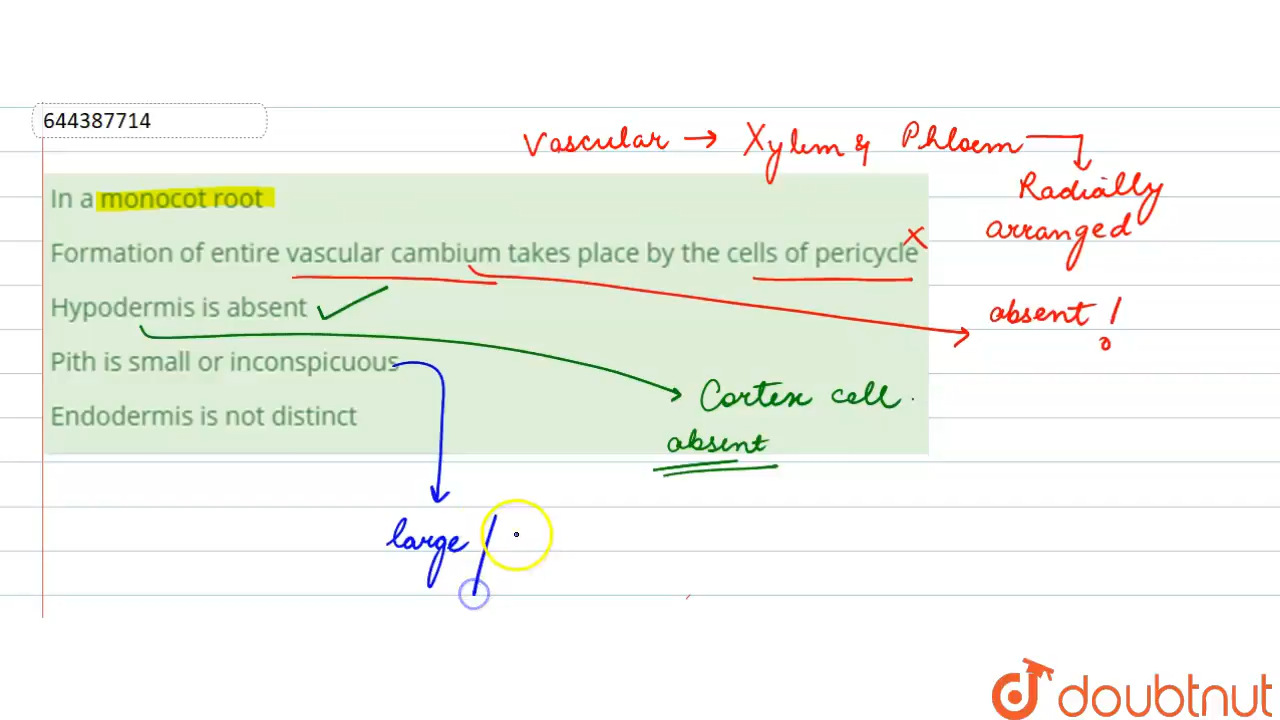 644387714
Vascular → Xylem & Phloem
Radially
arranged
In a monocot root
Formation of entire vascular cambium takes place by the cells of pericycle
absent !
Hypodermis is absent
Pith is small or inconspicuous
Cortex cell.
absent
Endodermis is not distinct
large
doubtnut